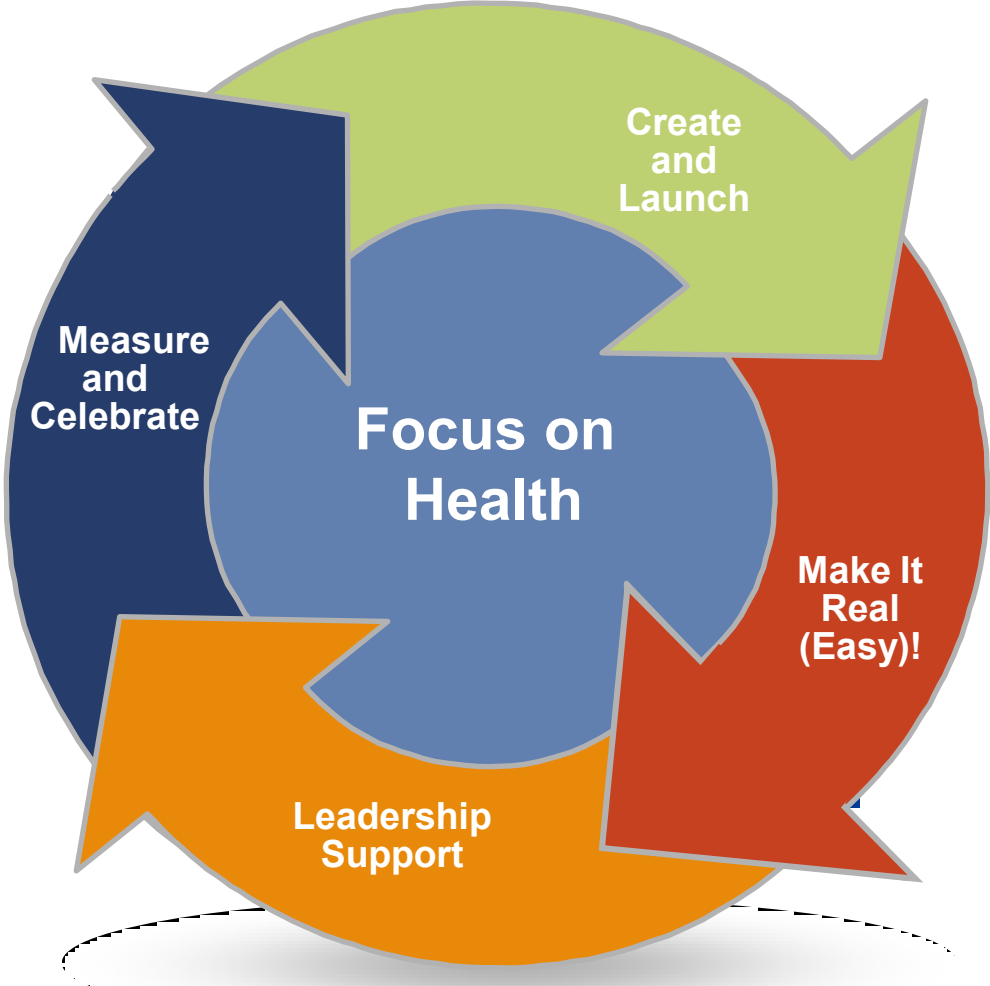 Create
and
Launch
Measure
and
Celebrate
Focus on
Health
Make It
Real
(Easy)!
Leadership
Support